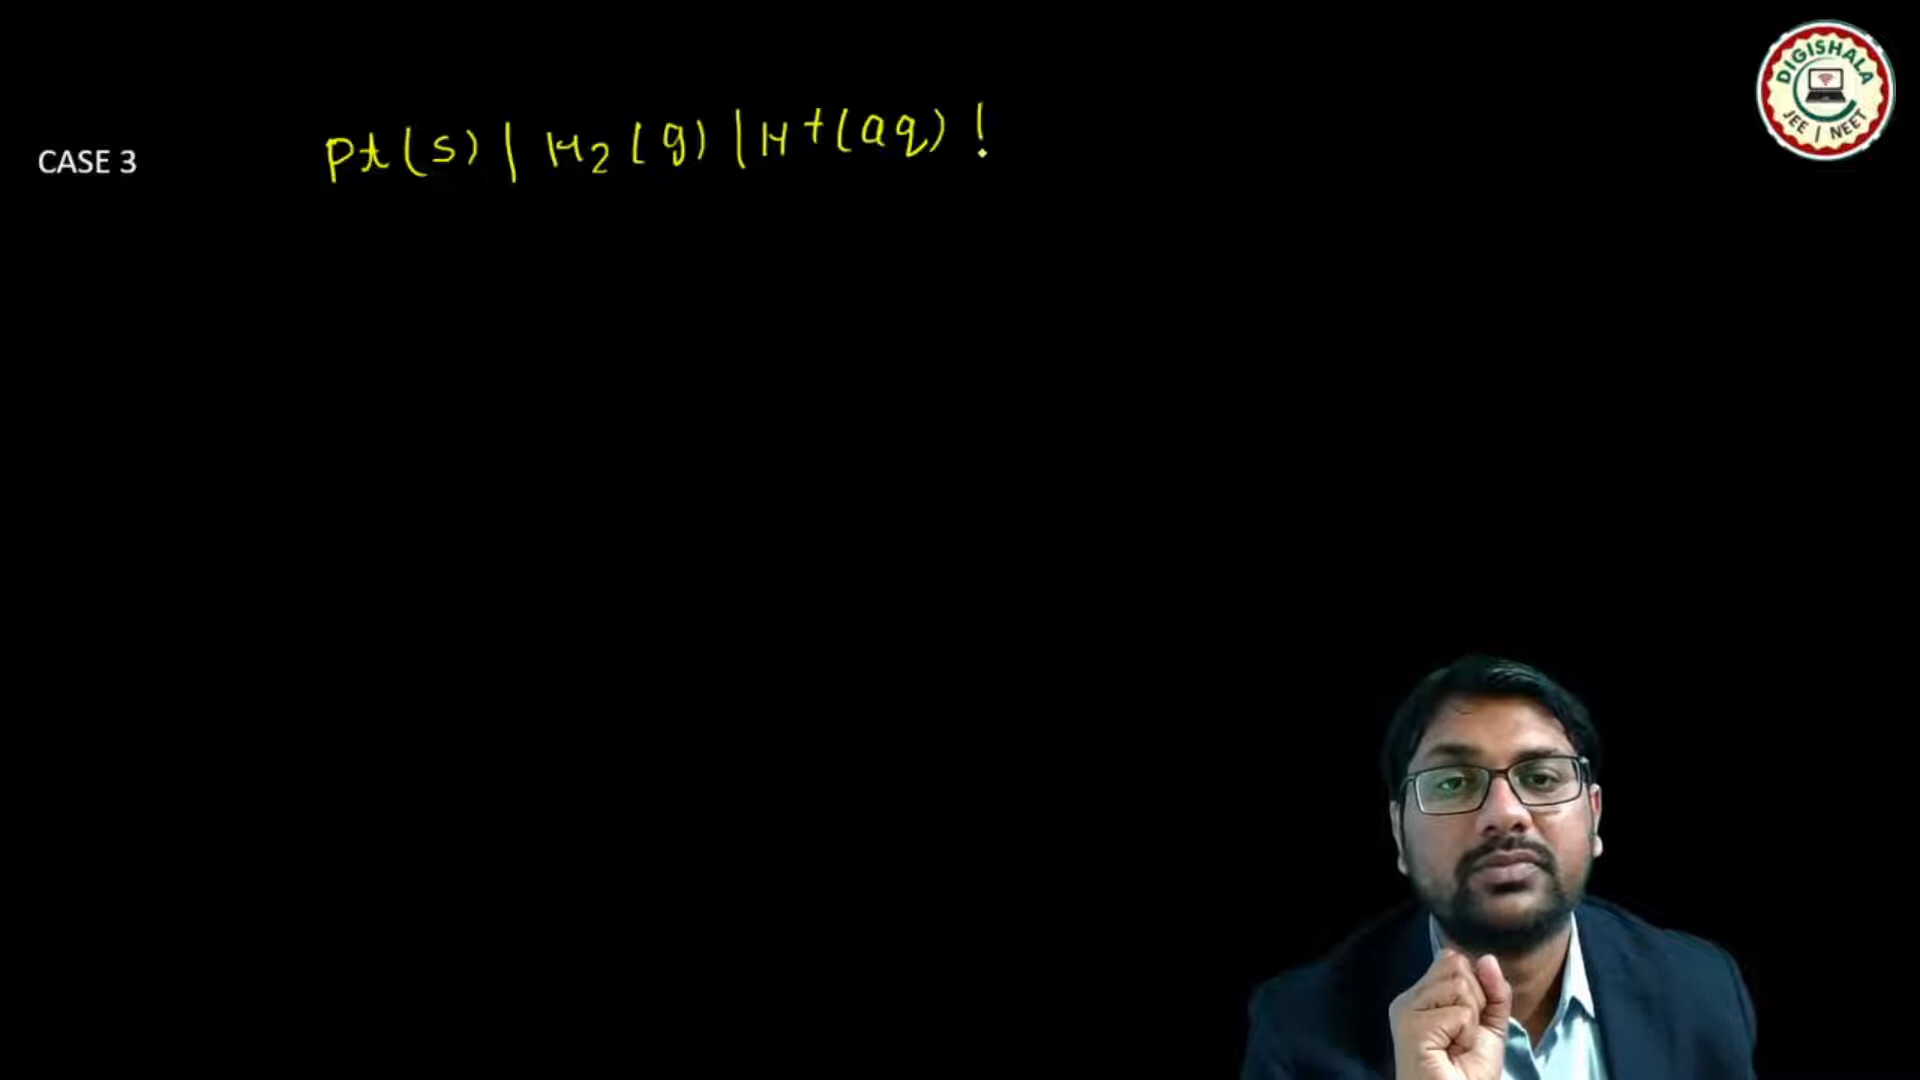 CASE 3
Pt(s) | H2(g) | H+(aq) ¦
DIGISHALA
JEE | NEET